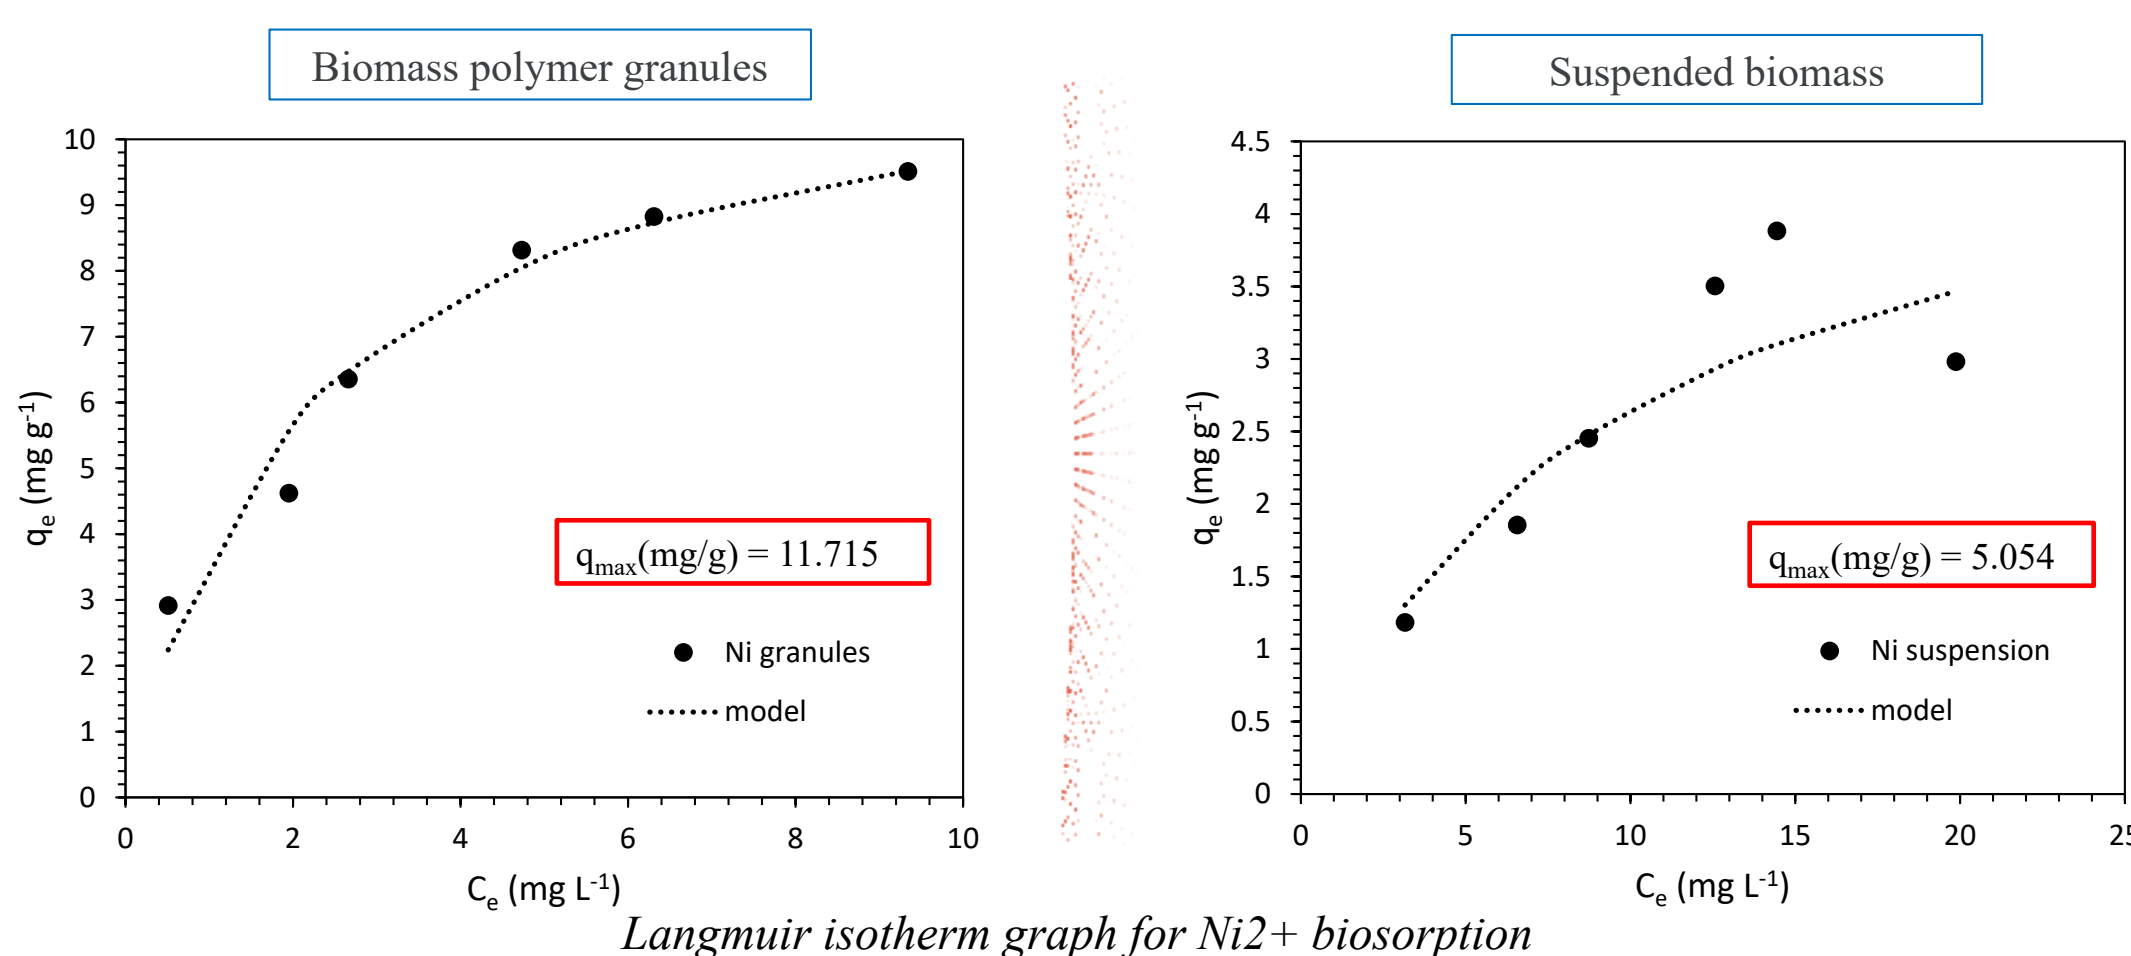 Biomass polymer granules
10
9
8
7
6
5
4
3
2
1
0
0 2 4 6 8 10
qe (mg g-1)
Ce (mg L-1)
qmax(mg/g) = 11.715
Ni granules
model
Suspended biomass
4.5
4
3.5
3
2.5
2
1.5
1
0.5
0
0 5 10 15 20 25
qe (mg g-1)
Ce (mg L-1)
qmax(mg/g) = 5.054
Ni suspension
model
Langmuir isotherm graph for Ni2+ biosorption